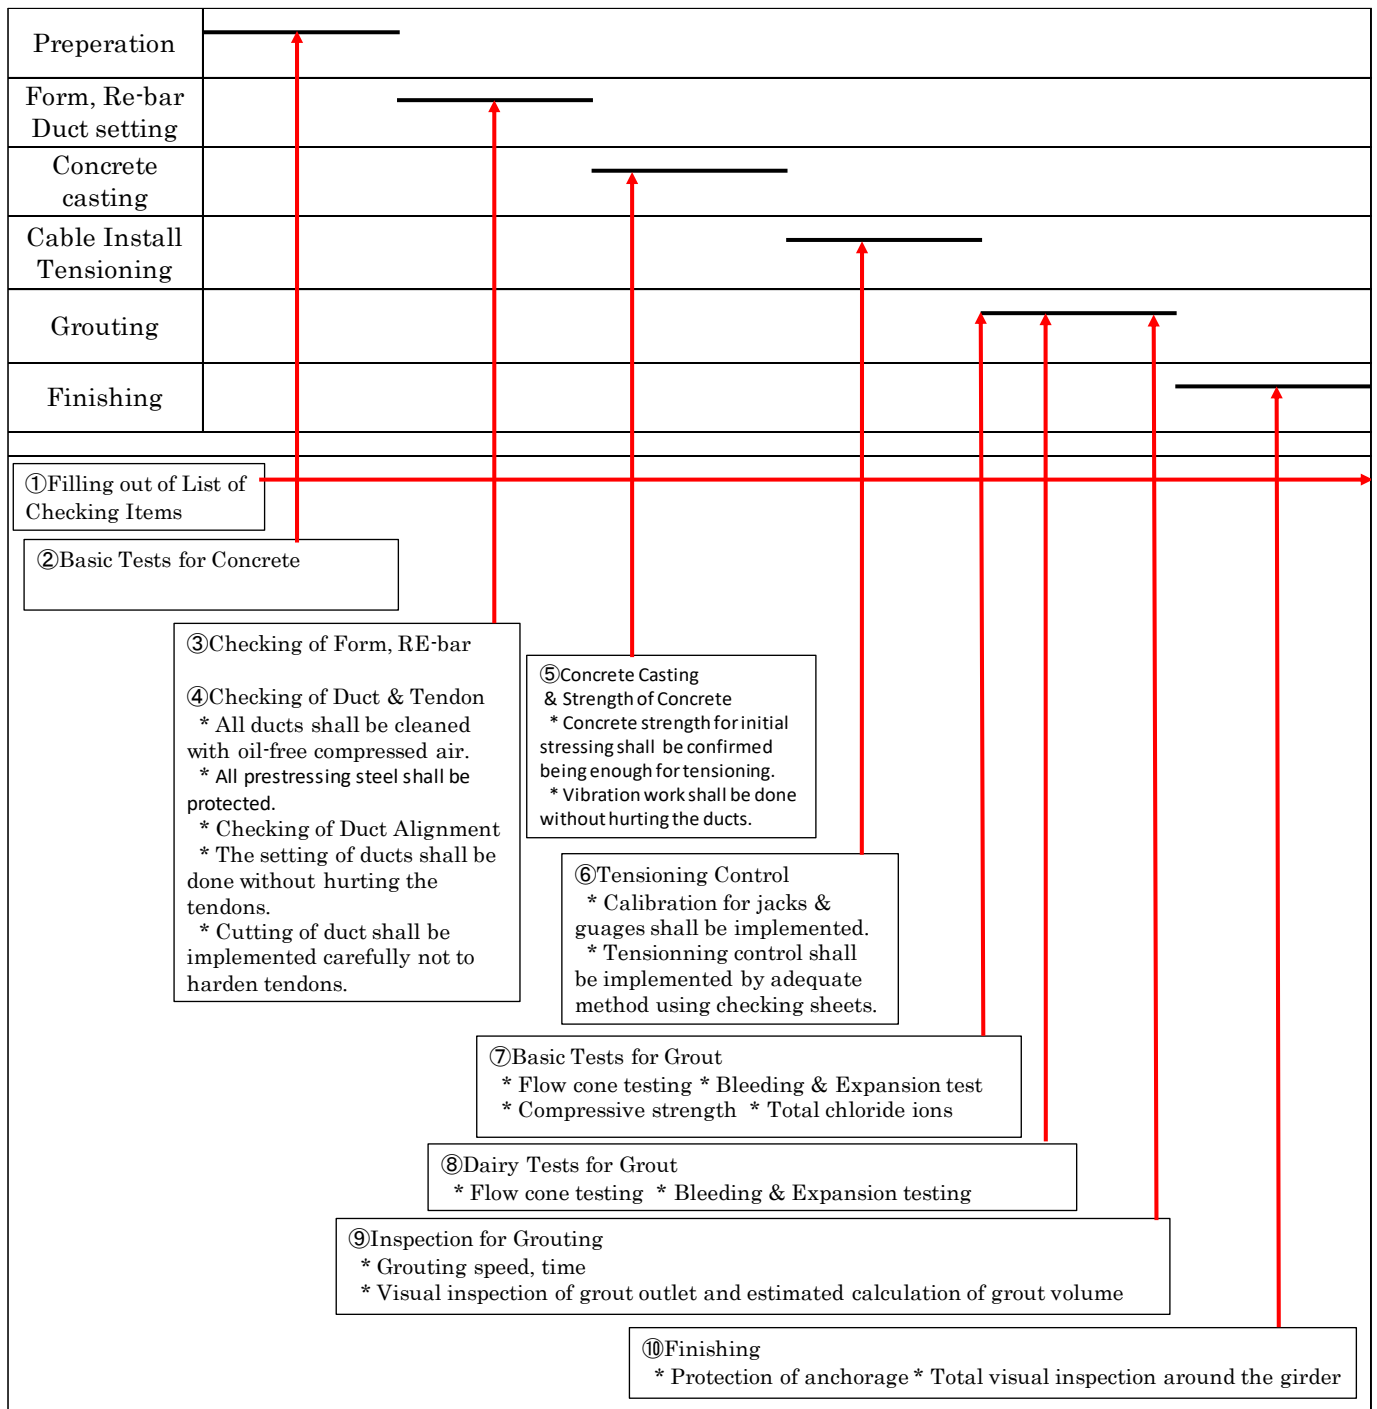 Preperation
Form, Re-bar
Duct setting
Concrete
casting
Cable Install
Tensioning
Grouting
Finishing
①Filling out of List of
Checking Items
②Basic Tests for Concrete
③Checking of Form, RE-bar
④Checking of Duct & Tendon
* All ducts shall be cleaned
with oil-free compressed air.
* All prestressing steel shall be
protected.
* Checking of Duct Alignment
* The setting of ducts shall be
done without hurting the
tendons.
* Cutting of duct shall be
implemented carefully not to
harden tendons.
⑤Concrete Casting
& Strength of Concrete
* Concrete strength for initial
stressing shall be confirmed
being enough for tensioning.
* Vibration work shall be done
without hurting the ducts.
⑥Tensioning Control
* Calibration for jacks &
guages shall be implemented.
* Tensionning control shall
be implemented by adequate
method using checking sheets.
⑦Basic Tests for Grout
* Flow cone testing * Bleeding & Expansion test
* Compressive strength * Total chloride ions
⑧Dairy Tests for Grout
* Flow cone testing * Bleeding & Expansion testing
⑨Inspection for Grouting
* Grouting speed, time
* Visual inspection of grout outlet and estimated calculation of grout volume
⑩Finishing
* Protection of anchorage * Total visual inspection around the girder